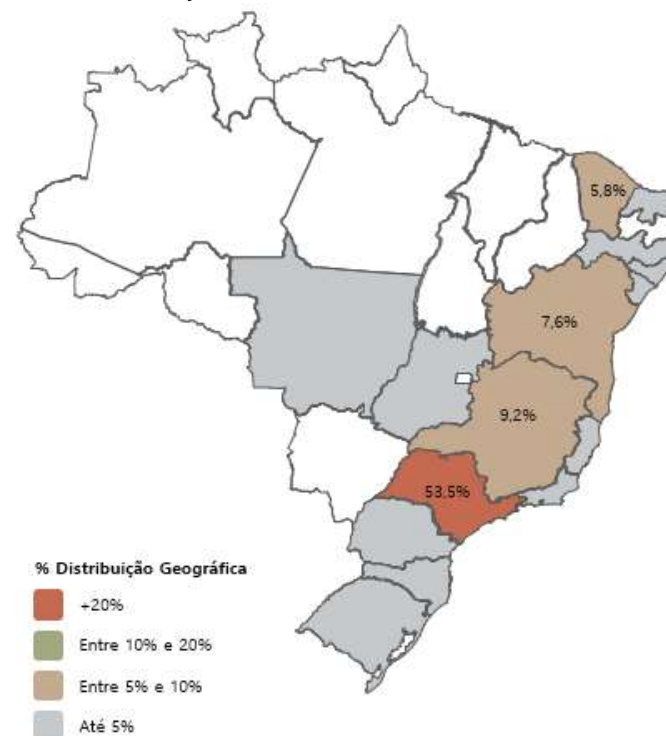 5,8%
7,6%
9,2%
53,5%
% Distribuição Geográfica
+20%
Entre 10% e 20%
Entre 5% e 10%
Até 5%